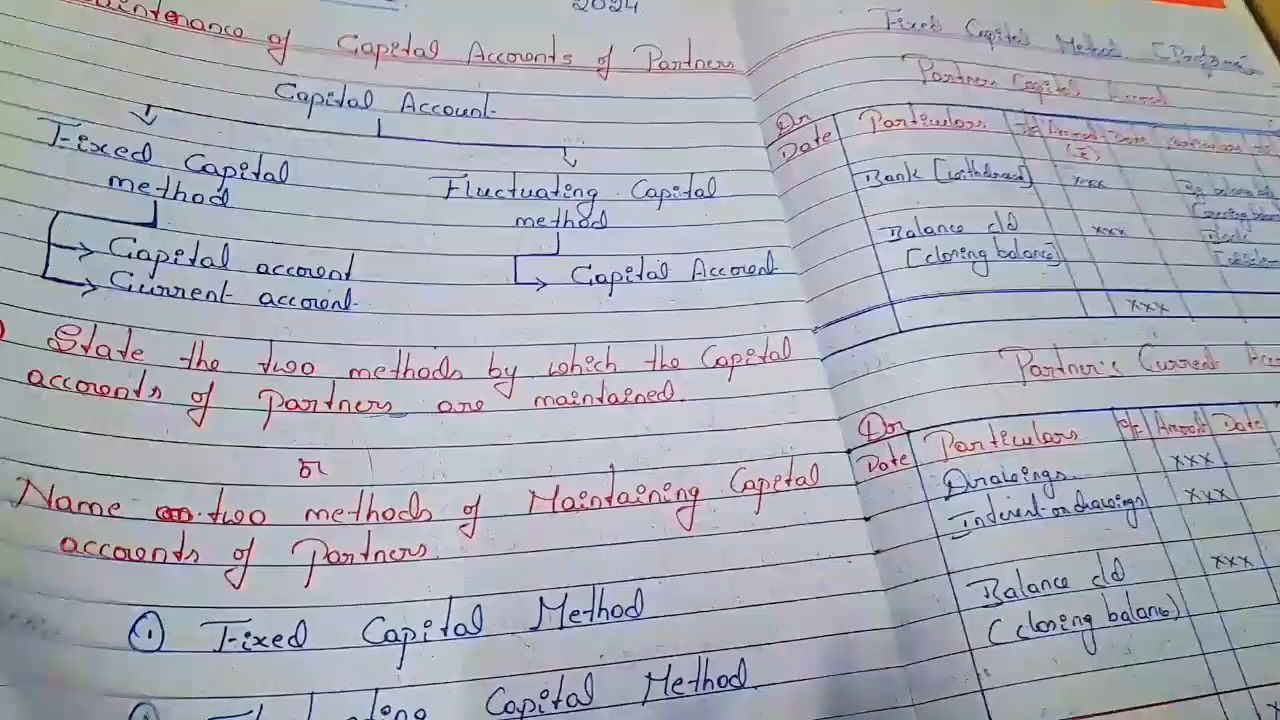 2024
Maintenance of Capital Accounts of Partners
Capital Account
Fixed Capital
method
Fluctuating Capital
method
Capital account
Current account
Capital Account
State the two methods by which the Capital
accounts of Partners are maintained
or
Name two methods of Maintaining Capital
accounts of Partners
① Fixed Capital Method
Capital Method
Fixed Capital Method
Partners Capital
Dr
Date Particulars Amount Date
(₹)
Bank [withdrawal] xxx
Balance c/d xxx
[closing balance]
xxx
Partner's Current
Dr
Date Particulars Amount Date
Drawings xxx
Interest on drawings xxx
Balance c/d xxx
(closing balance)